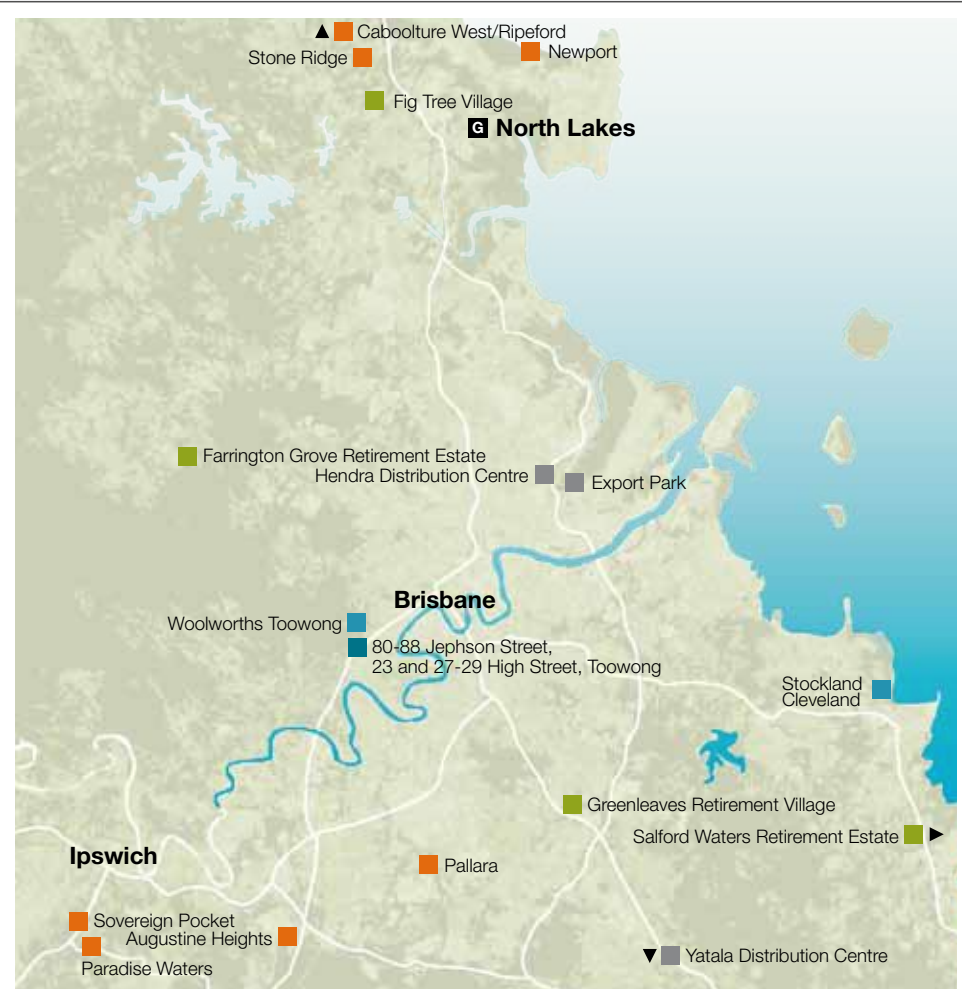 ▲ Caboolture West/Ripeford
Stone Ridge
Newport
Fig Tree Village
G North Lakes
Farrington Grove Retirement Estate
Hendra Distribution Centre
Export Park
Brisbane
Woolworths Toowong
80-88 Jephson Street,
23 and 27-29 High Street, Toowong
Stockland
Cleveland
Greenleaves Retirement Village
Salford Waters Retirement Estate ▶
Ipswich
Pallara
Sovereign Pocket
Augustine Heights
Paradise Waters
▼ Yatala Distribution Centre